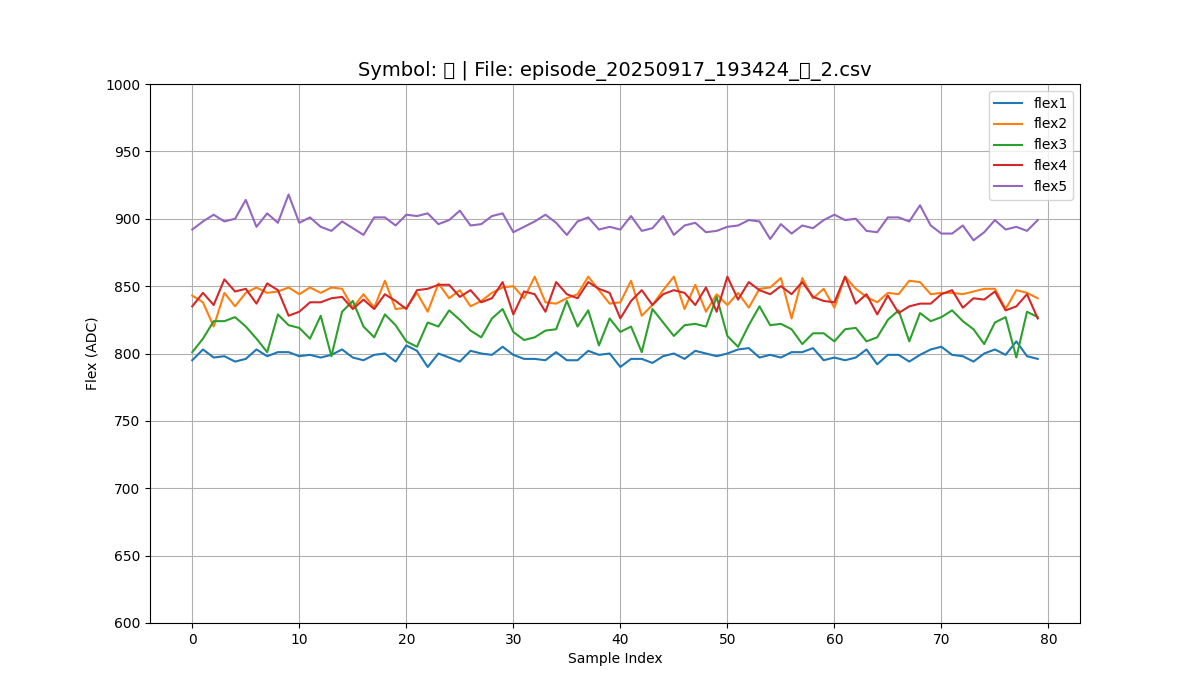 Symbol: | File: episode_20250917_193424_ _2.csv
1000
950
900
850
800
750
700
650
600
Flex (ADC)
flex1
flex2
flex3
flex4
flex5
0 10 20 30 40 50 60 70 80
Sample Index